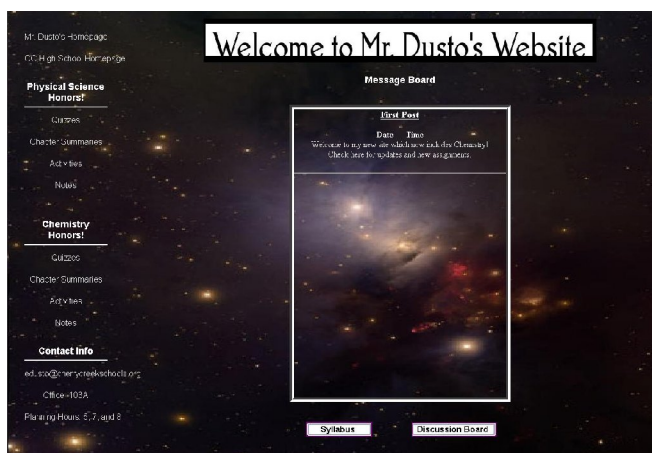 Welcome to Mr. Dusto's Website
Mr. Dusto's Homepage
CC High School Homepage
Physical Science
Honors!
Quizzes
Chapter Summaries
Activities
Notes
Chemistry
Honors!
Quizzes
Chapter Summaries
Activities
Notes
Contact Info
edusto@cherrycreekschools.org
Office -103A
Planning Hours: 5, 7, and 8
Message Board
First Post
Date Time
Welcome to my new site which now includes Chemistry!
Check here for updates and new assignments.
Syllabus
Discussion Board